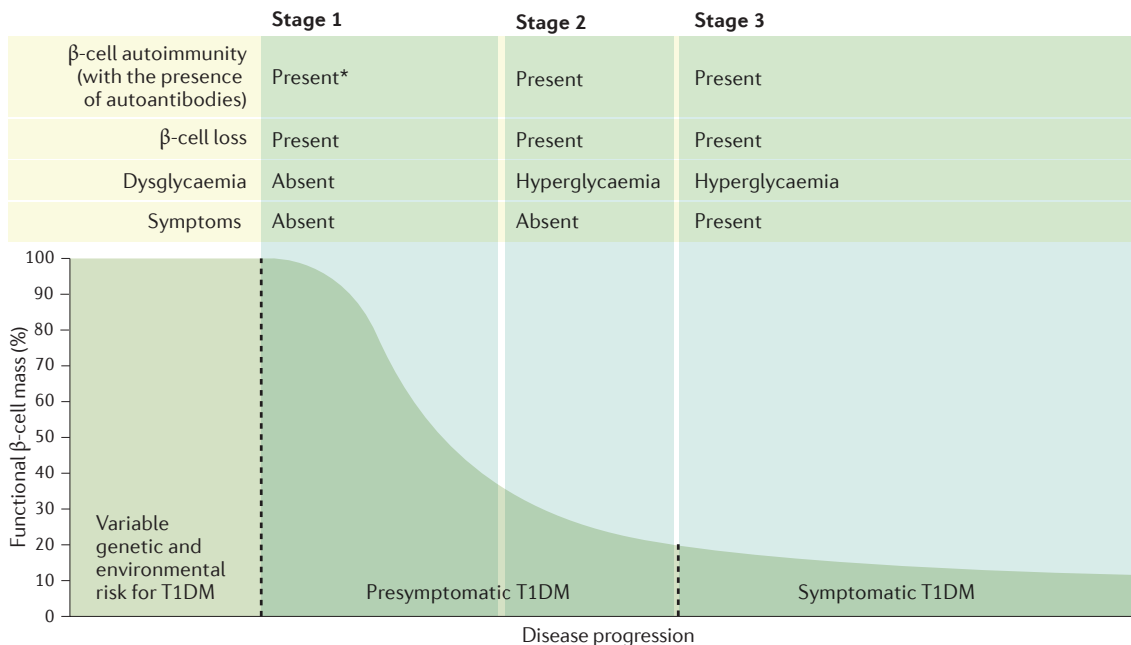 Stage 1
Stage 2
Stage 3
β-cell autoimmunity
(with the presence
of autoantibodies)
Present*
Present
Present
β-cell loss
Present
Present
Present
Dysglycaemia
Absent
Hyperglycaemia
Hyperglycaemia
Symptoms
Absent
Absent
Present
Functional β-cell mass (%)
100
90
80
70
60
50
40
30
20
10
0
Variable
genetic and
environmental
risk for T1DM
Presymptomatic T1DM
Symptomatic T1DM
Disease progression